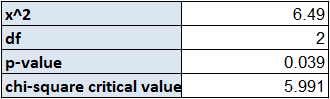 x^2 6.49
df 2
p-value 0.039
chi-square critical value 5.991